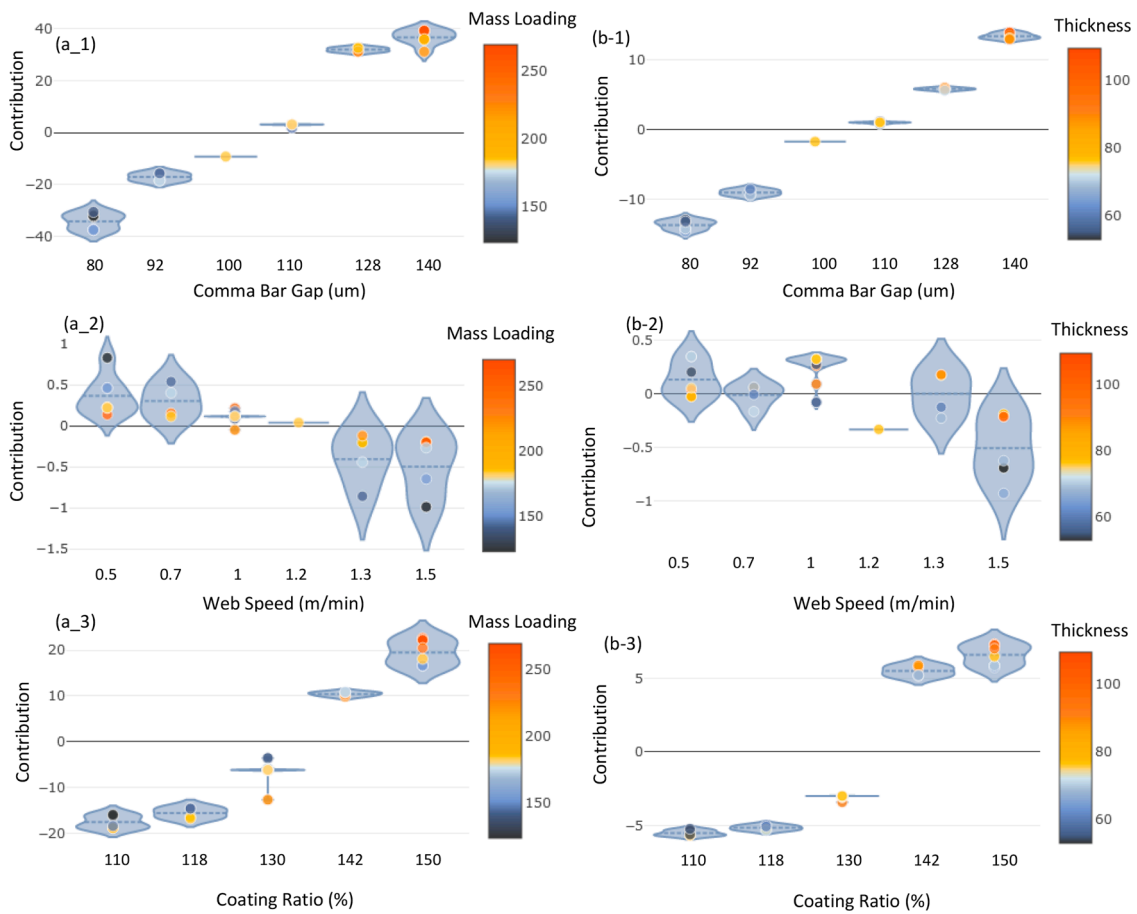 (a_1)
Mass Loading
Contribution
40
20
0
−20
−40
250
200
150
80 92 100 110 128 140
Comma Bar Gap (um)
(b-1)
Thickness
Contribution
10
0
−10
100
80
60
80 92 100 110 128 140
Comma Bar Gap (um)
(a_2)
Mass Loading
Contribution
1
0.5
0
−0.5
−1
−1.5
250
200
150
0.5 0.7 1 1.2 1.3 1.5
Web Speed (m/min)
(b-2)
Thickness
Contribution
0.5
0
−0.5
−1
100
80
60
0.5 0.7 1 1.2 1.3 1.5
Web Speed (m/min)
(a_3)
Mass Loading
Contribution
20
10
0
−10
−20
250
200
150
110 118 130 142 150
Coating Ratio (%)
(b-3)
Thickness
Contribution
5
0
−5
100
80
60
110 118 130 142 150
Coating Ratio (%)